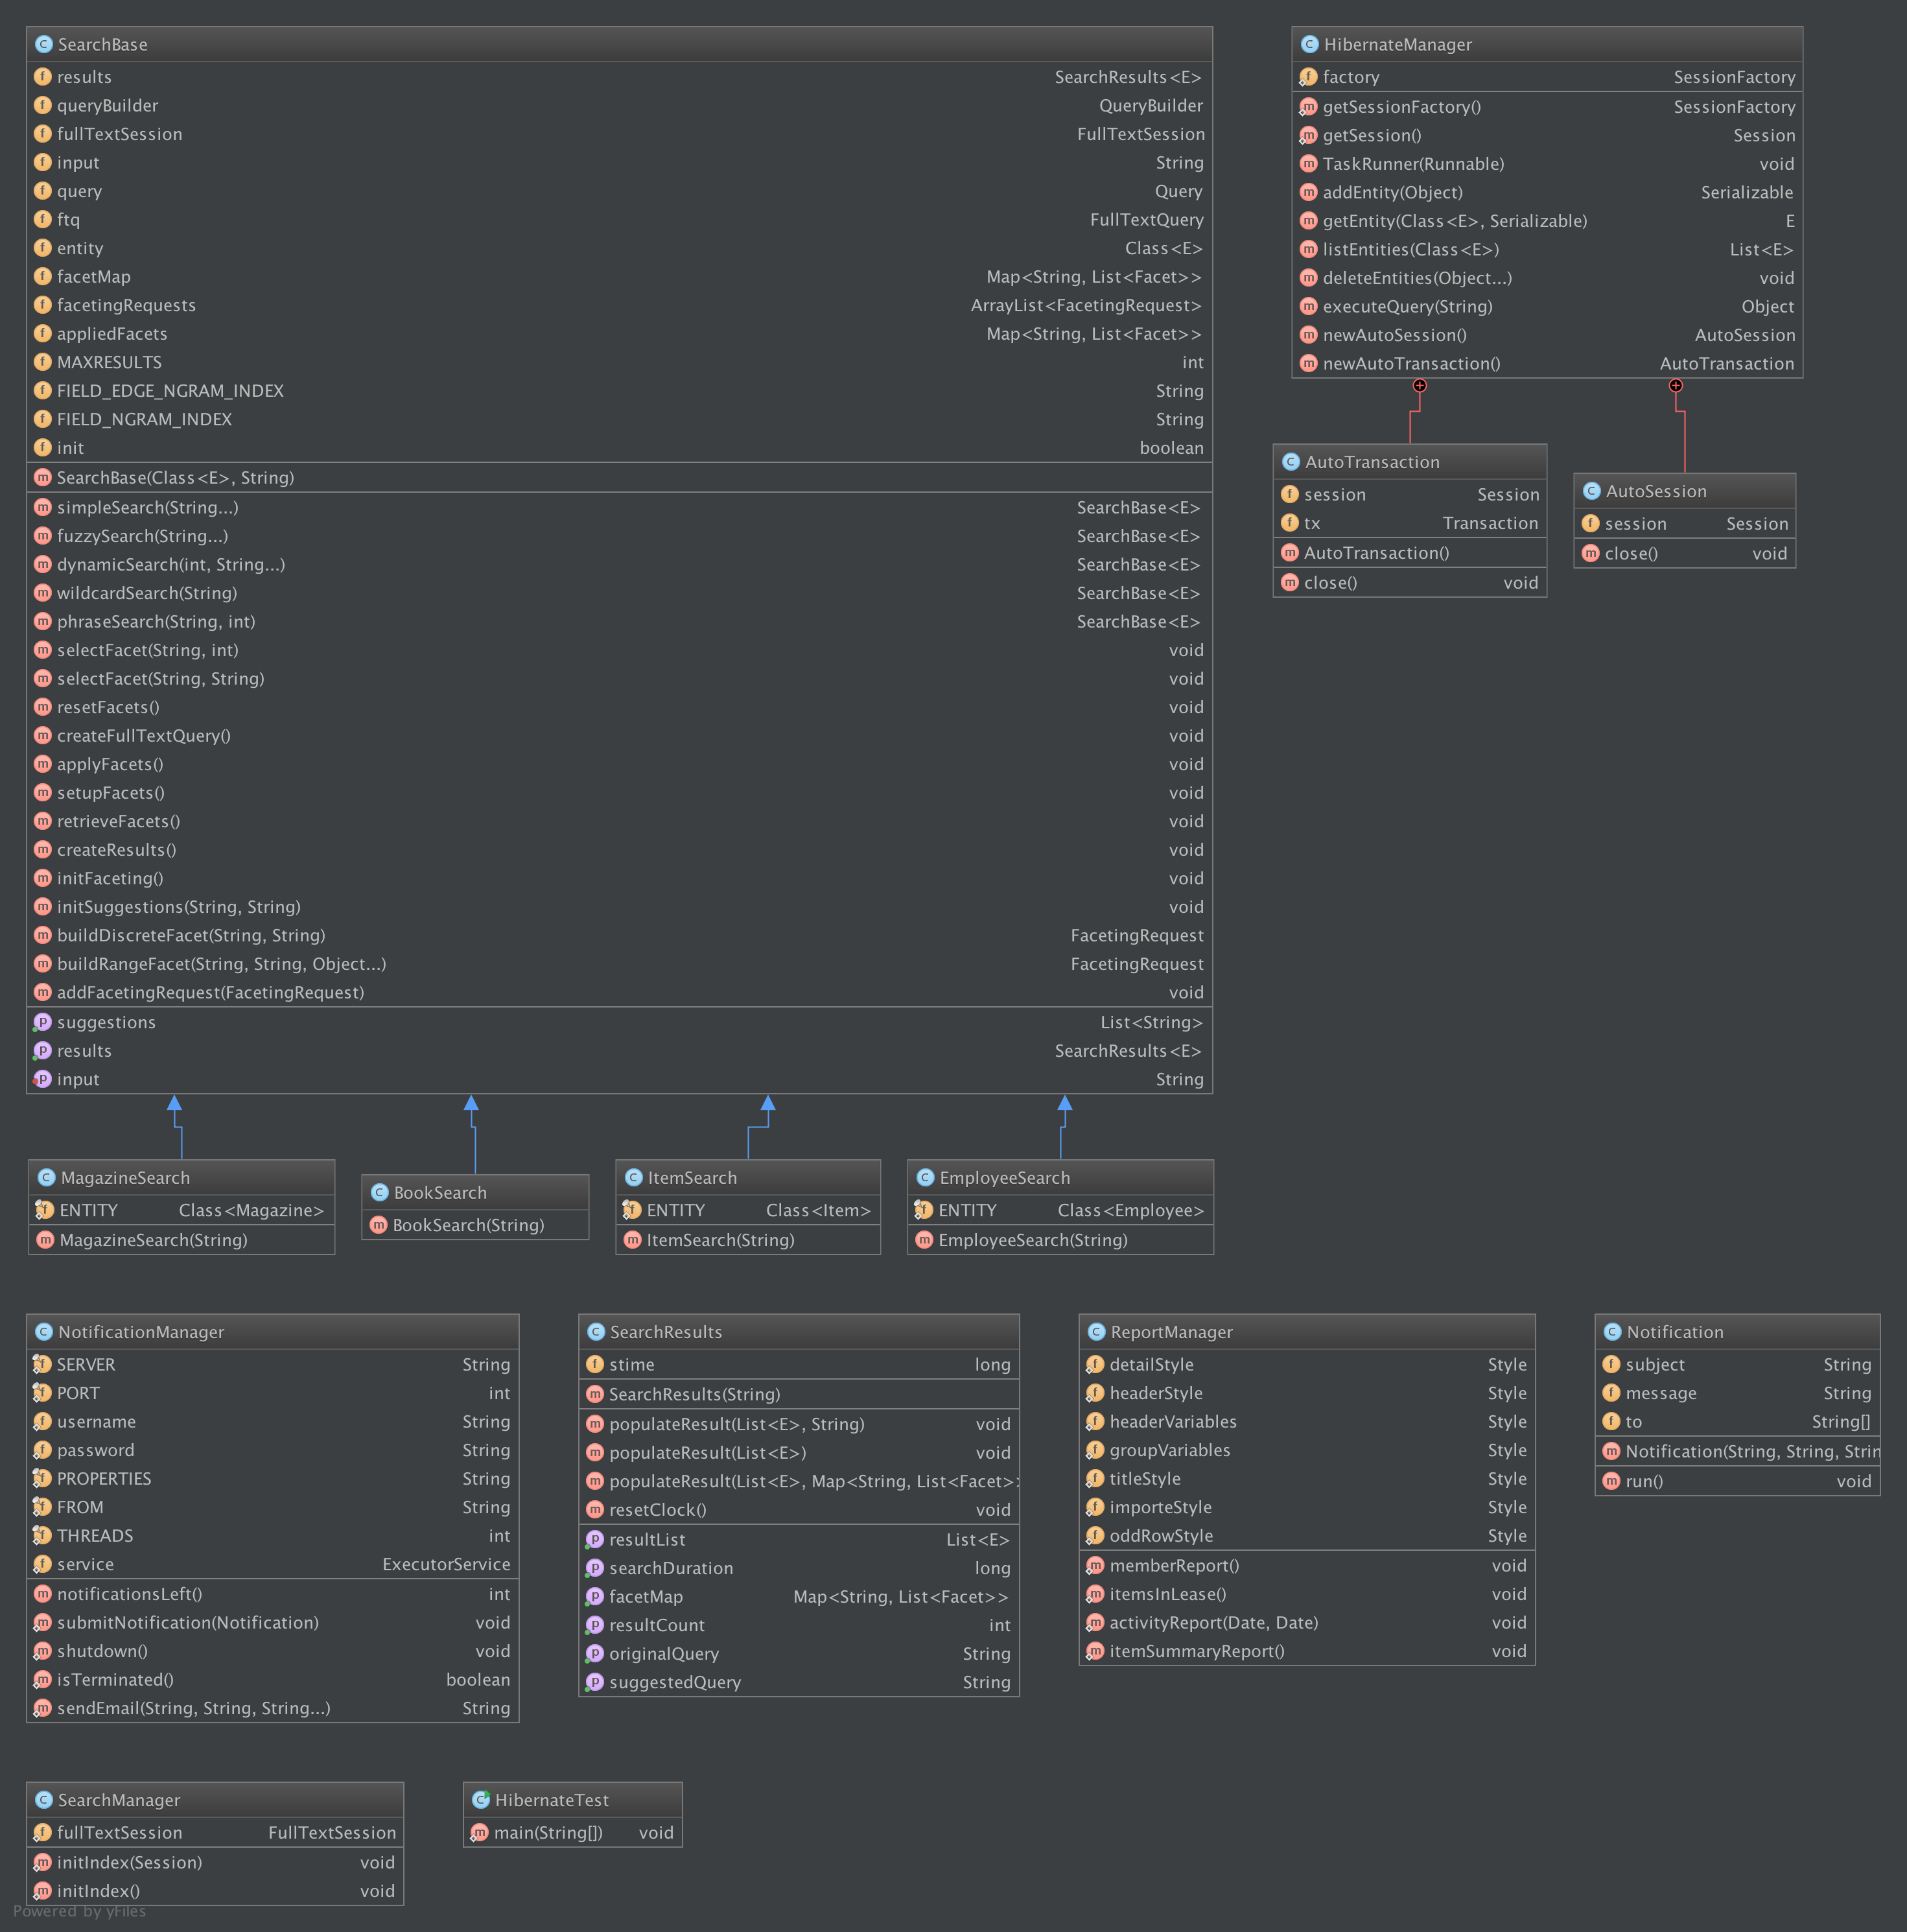 SearchBase
results SearchResults<E>
queryBuilder QueryBuilder
fullTextSession FullTextSession
input String
query Query
ftq FullTextQuery
entity Class<E>
facetMap Map<String, List<Facet>>
facetingRequests ArrayList<FacetingRequest>
appliedFacets Map<String, List<Facet>>
MAXRESULTS int
FIELD_EDGE_NGRAM_INDEX String
FIELD_NGRAM_INDEX String
init boolean
SearchBase(Class<E>, String)
simpleSearch(String...) SearchBase<E>
fuzzySearch(String...) SearchBase<E>
dynamicSearch(int, String...) SearchBase<E>
wildcardSearch(String) SearchBase<E>
phraseSearch(String, int) SearchBase<E>
selectFacet(String, int) void
selectFacet(String, String) void
resetFacets() void
createFullTextQuery() void
applyFacets() void
setupFacets() void
retrieveFacets() void
createResults() void
initFaceting() void
initSuggestions(String, String) void
buildDiscreteFacet(String, String) FacetingRequest
buildRangeFacet(String, String, Object...) FacetingRequest
addFacetingRequest(FacetingRequest) void
suggestions List<String>
results SearchResults<E>
input String
HibernateManager
factory SessionFactory
getSessionFactory() SessionFactory
getSession() Session
TaskRunner(Runnable) void
addEntity(Object) Serializable
getEntity(Class<E>, Serializable) E
listEntities(Class<E>) List<E>
deleteEntities(Object...) void
executeQuery(String) Object
newAutoSession() AutoSession
newAutoTransaction() AutoTransaction
AutoTransaction
session Session
tx Transaction
AutoTransaction()
close() void
AutoSession
session Session
close() void
MagazineSearch
ENTITY Class<Magazine>
MagazineSearch(String)
BookSearch
BookSearch(String)
ItemSearch
ENTITY Class<Item>
ItemSearch(String)
EmployeeSearch
ENTITY Class<Employee>
EmployeeSearch(String)
NotificationManager
SERVER String
PORT int
username String
password String
PROPERTIES String
FROM String
THREADS int
service ExecutorService
notificationsLeft() int
submitNotification(Notification) void
shutdown() void
isTerminated() boolean
sendEmail(String, String, String...) String
SearchResults
stime long
SearchResults(String)
populateResult(List<E>, String) void
populateResult(List<E>) void
populateResult(List<E>, Map<String, List<Facet>>
resetClock() void
resultList List<E>
searchDuration long
facetMap Map<String, List<Facet>>
resultCount int
originalQuery String
suggestedQuery String
ReportManager
detailStyle Style
headerStyle Style
headerVariables Style
groupVariables Style
titleStyle Style
importeStyle Style
oddRowStyle Style
memberReport() void
itemsInLease() void
activityReport(Date, Date) void
itemSummaryReport() void
Notification
subject String
message String
to String[]
Notification(String, String, Strin
run() void
SearchManager
fullTextSession FullTextSession
initIndex(Session) void
initIndex() void
HibernateTest
main(String[]) void
Powered by yFiles